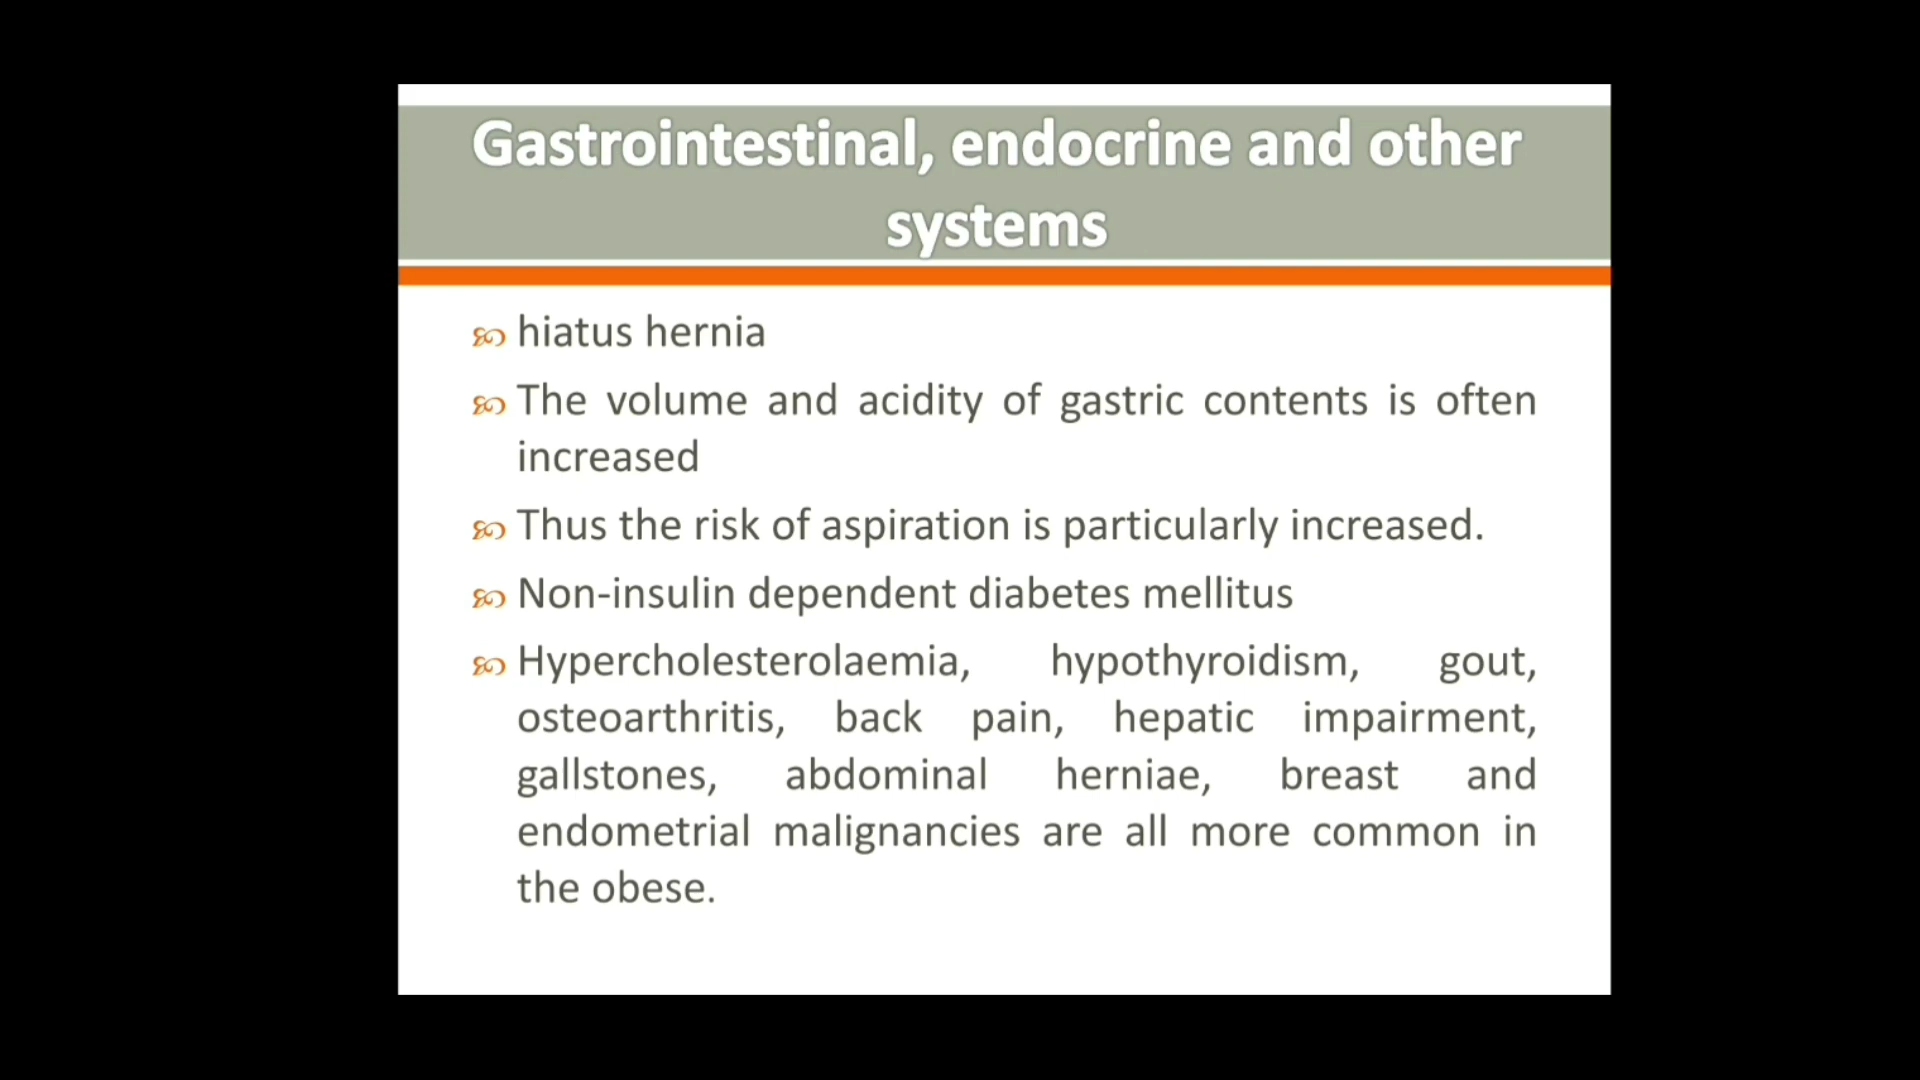 Gastrointestinal, endocrine and other
systems
hiatus hernia
The volume and acidity of gastric contents is often
increased
Thus the risk of aspiration is particularly increased.
Non-insulin dependent diabetes mellitus
Hypercholesterolaemia, hypothyroidism, gout,
osteoarthritis, back pain, hepatic impairment,
gallstones, abdominal herniae, breast and
endometrial malignancies are all more common in
the obese.